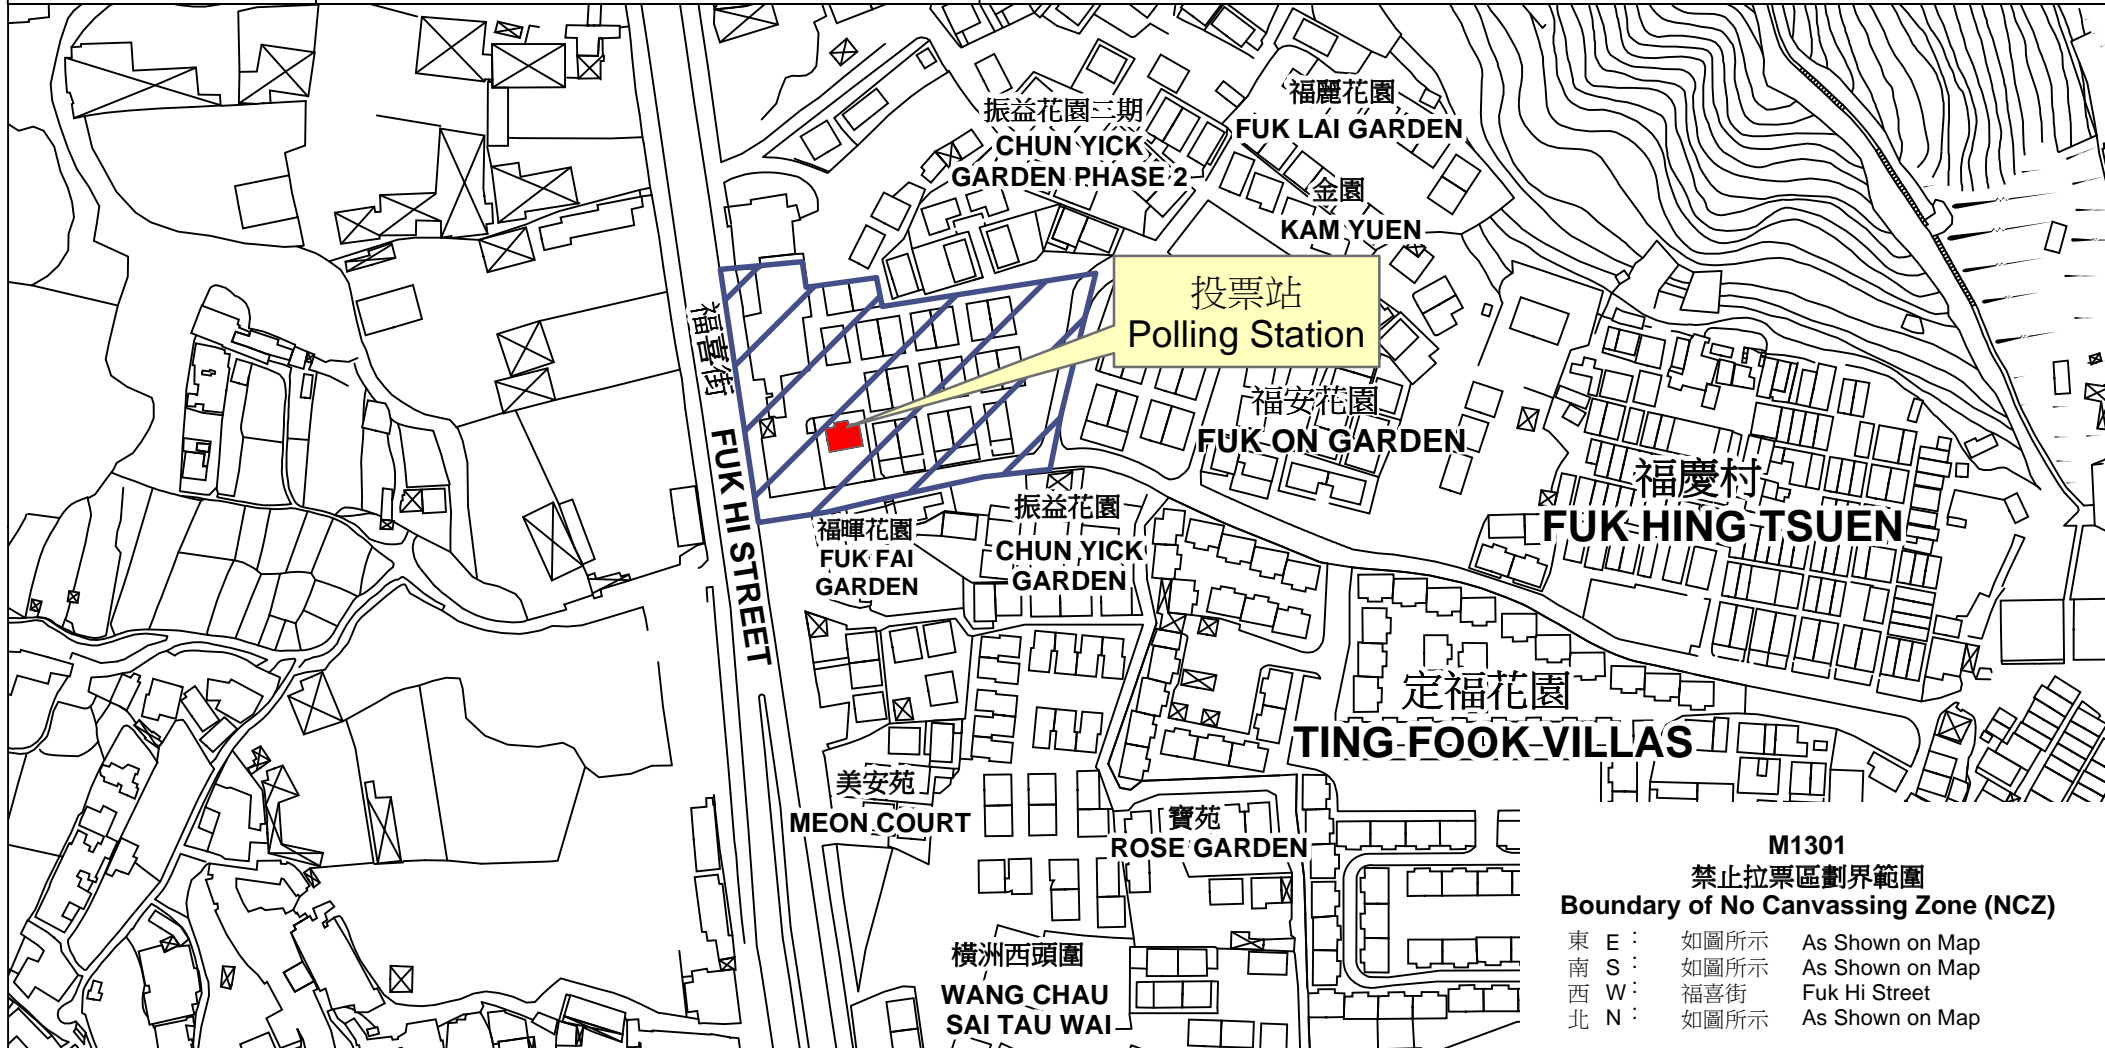 振益花園二期
CHUN YICK
GARDEN PHASE 2
福麗花園
FUK LAI GARDEN
金園
KAM YUEN
投票站
Polling Station
福喜街
FUK HI STREET
福安花園
FUK ON GARDEN
福慶村
FUK HING TSUEN
福暉花園
FUK FAI
GARDEN
振益花園
CHUN YICK
GARDEN
定福花園
TING FOOK VILLAS
美安苑
MEON COURT
寶苑
ROSE GARDEN
橫洲西頭圍
WANG CHAU
SAI TAU WAI
M1301
禁止拉票區劃界範圍
Boundary of No Canvassing Zone (NCZ)
東 E : 如圖所示 As Shown on Map
南 S : 如圖所示 As Shown on Map
西 W : 福喜街 Fuk Hi Street
北 N : 如圖所示 As Shown on Map